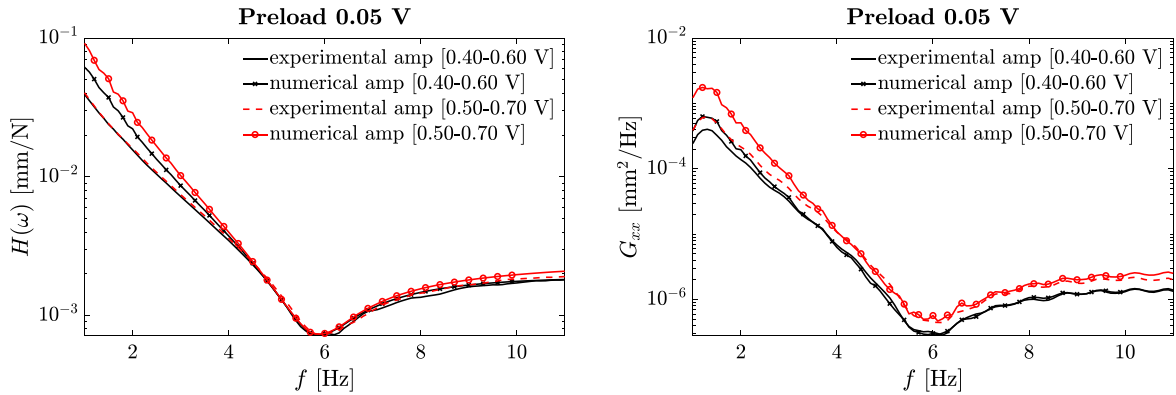 Preload 0.05 V
10⁻¹
10⁻²
10⁻³
H(ω) [mm/N]
experimental amp [0.40-0.60 V]
numerical amp [0.40-0.60 V]
experimental amp [0.50-0.70 V]
numerical amp [0.50-0.70 V]
2 4 6 8 10
f [Hz]
Preload 0.05 V
10⁻²
10⁻⁴
10⁻⁶
Gₓₓ [mm²/Hz]
experimental amp [0.40-0.60 V]
numerical amp [0.40-0.60 V]
experimental amp [0.50-0.70 V]
numerical amp [0.50-0.70 V]
2 4 6 8 10
f [Hz]